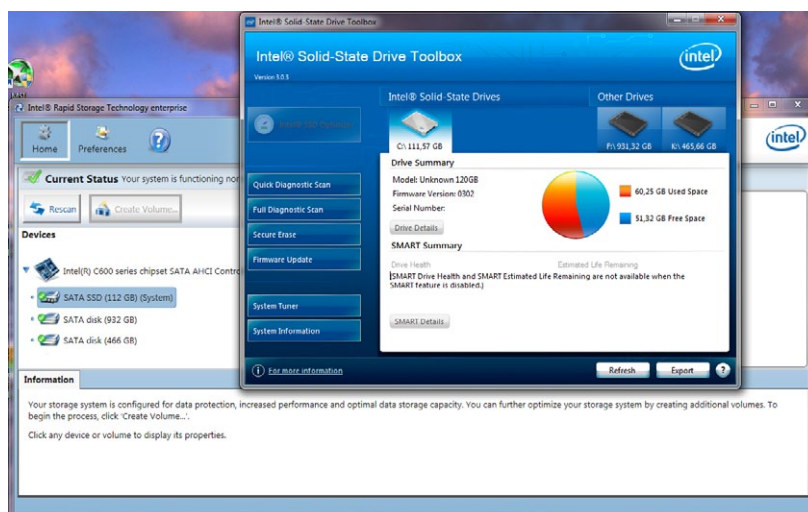 Intel® Solid-State Drive Toolbox
Intel® Solid-State Drive Toolbox
Version 3.0.3
intel
Intel® Solid-State Drives
Other Drives
Intel® SSD Optimizer
C:\ 111,57 GB
F:\ 931,32 GB
K:\ 465,66 GB
Drive Summary
Model: Unknown 120GB
Firmware Version: 0302
Serial Number:
Drive Details
60,25 GB Used Space
51,32 GB Free Space
SMART Summary
Drive Health
Estimated Life Remaining
(SMART Drive Health and SMART Estimated Life Remaining are not available when the
SMART feature is disabled.)
SMART Details
Quick Diagnostic Scan
Full Diagnostic Scan
Secure Erase
Firmware Update
System Tuner
System Information
For more information
Refresh
Export
?
Intel® Rapid Storage Technology enterprise
Home
Preferences
?
intel
Current Status Your system is functioning
Rescan
Create Volume...
Devices
Intel(R) C600 series chipset SATA AHCI
SATA SSD (112 GB) (System)
SATA disk (932 GB)
SATA disk (466 GB)
Information
Your storage system is configured for data protection, increased performance and optimal data storage capacity. You can further optimize your storage system by creating additional volumes. To
begin the process, click 'Create Volume...'.
Click any device or volume to display its properties.